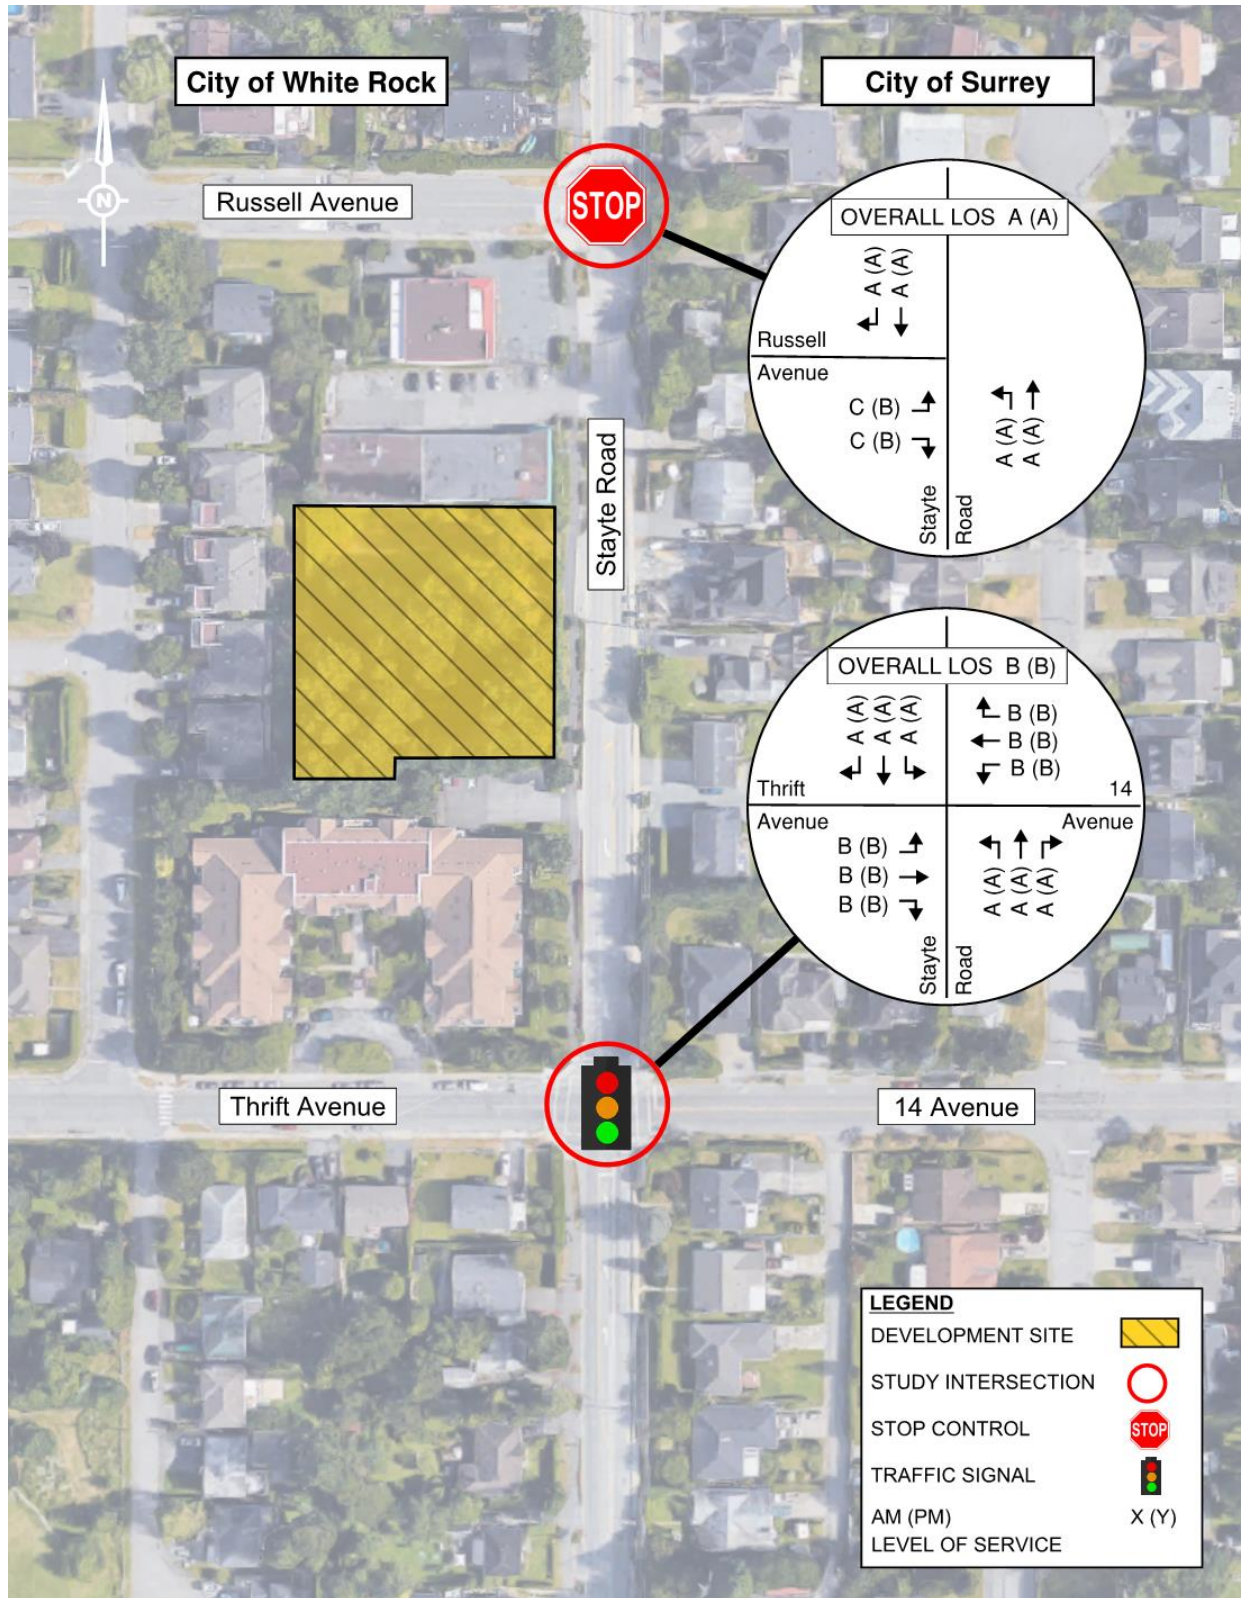 City of White Rock
City of Surrey
Russell Avenue
STOP
OVERALL LOS A (A)
A (A)
A (A)
Russell
Avenue
C (B)
C (B)
A (A)
A (A)
Stayte
Road
Stayte Road
OVERALL LOS B (B)
A (A)
A (A)
A (A)
B (B)
B (B)
B (B)
Thrift
14
Avenue
Avenue
B (B)
B (B)
B (B)
A (A)
A (A)
A (A)
Stayte
Road
Thrift Avenue
14 Avenue
LEGEND
DEVELOPMENT SITE
STUDY INTERSECTION
STOP CONTROL
STOP
TRAFFIC SIGNAL
AM (PM) X (Y)
LEVEL OF SERVICE
N